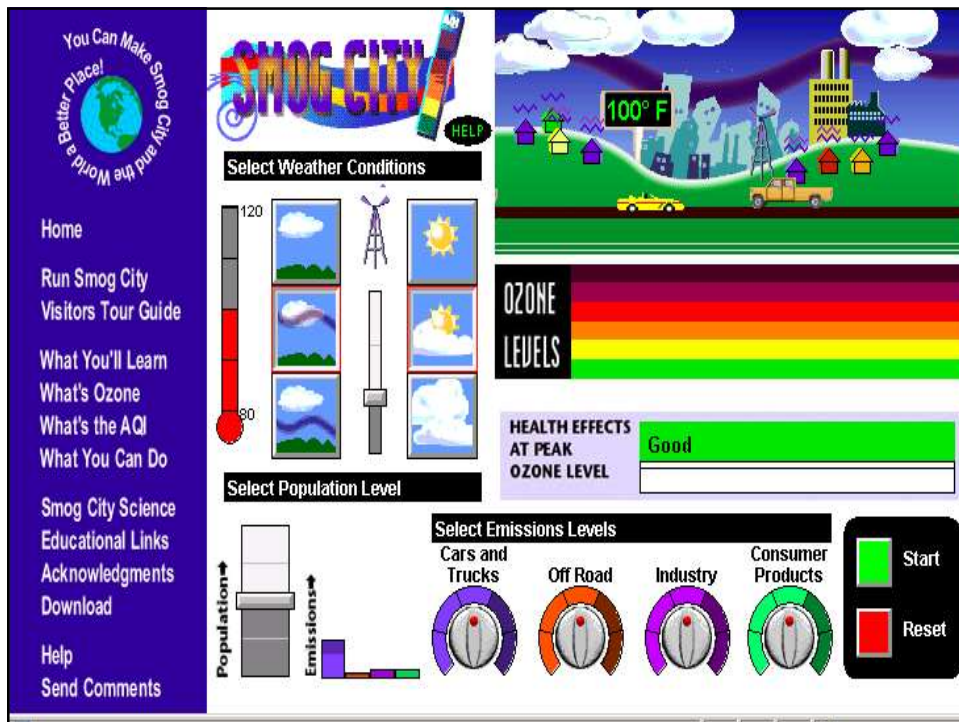 You Can Make Smog City and the World a Better Place!
Home
Run Smog City
Visitors Tour Guide
What You'll Learn
What's Ozone
What's the AQI
What You Can Do
Smog City Science
Educational Links
Acknowledgments
Download
Help
Send Comments
SMOG CITY
AQI
HELP
Select Weather Conditions
120
80
100° F
OZONE
LEVELS
HEALTH EFFECTS
AT PEAK
OZONE LEVEL
Good
Select Population Level
Population
Emissions
Select Emissions Levels
Cars and
Trucks
Off Road
Industry
Consumer
Products
Start
Reset